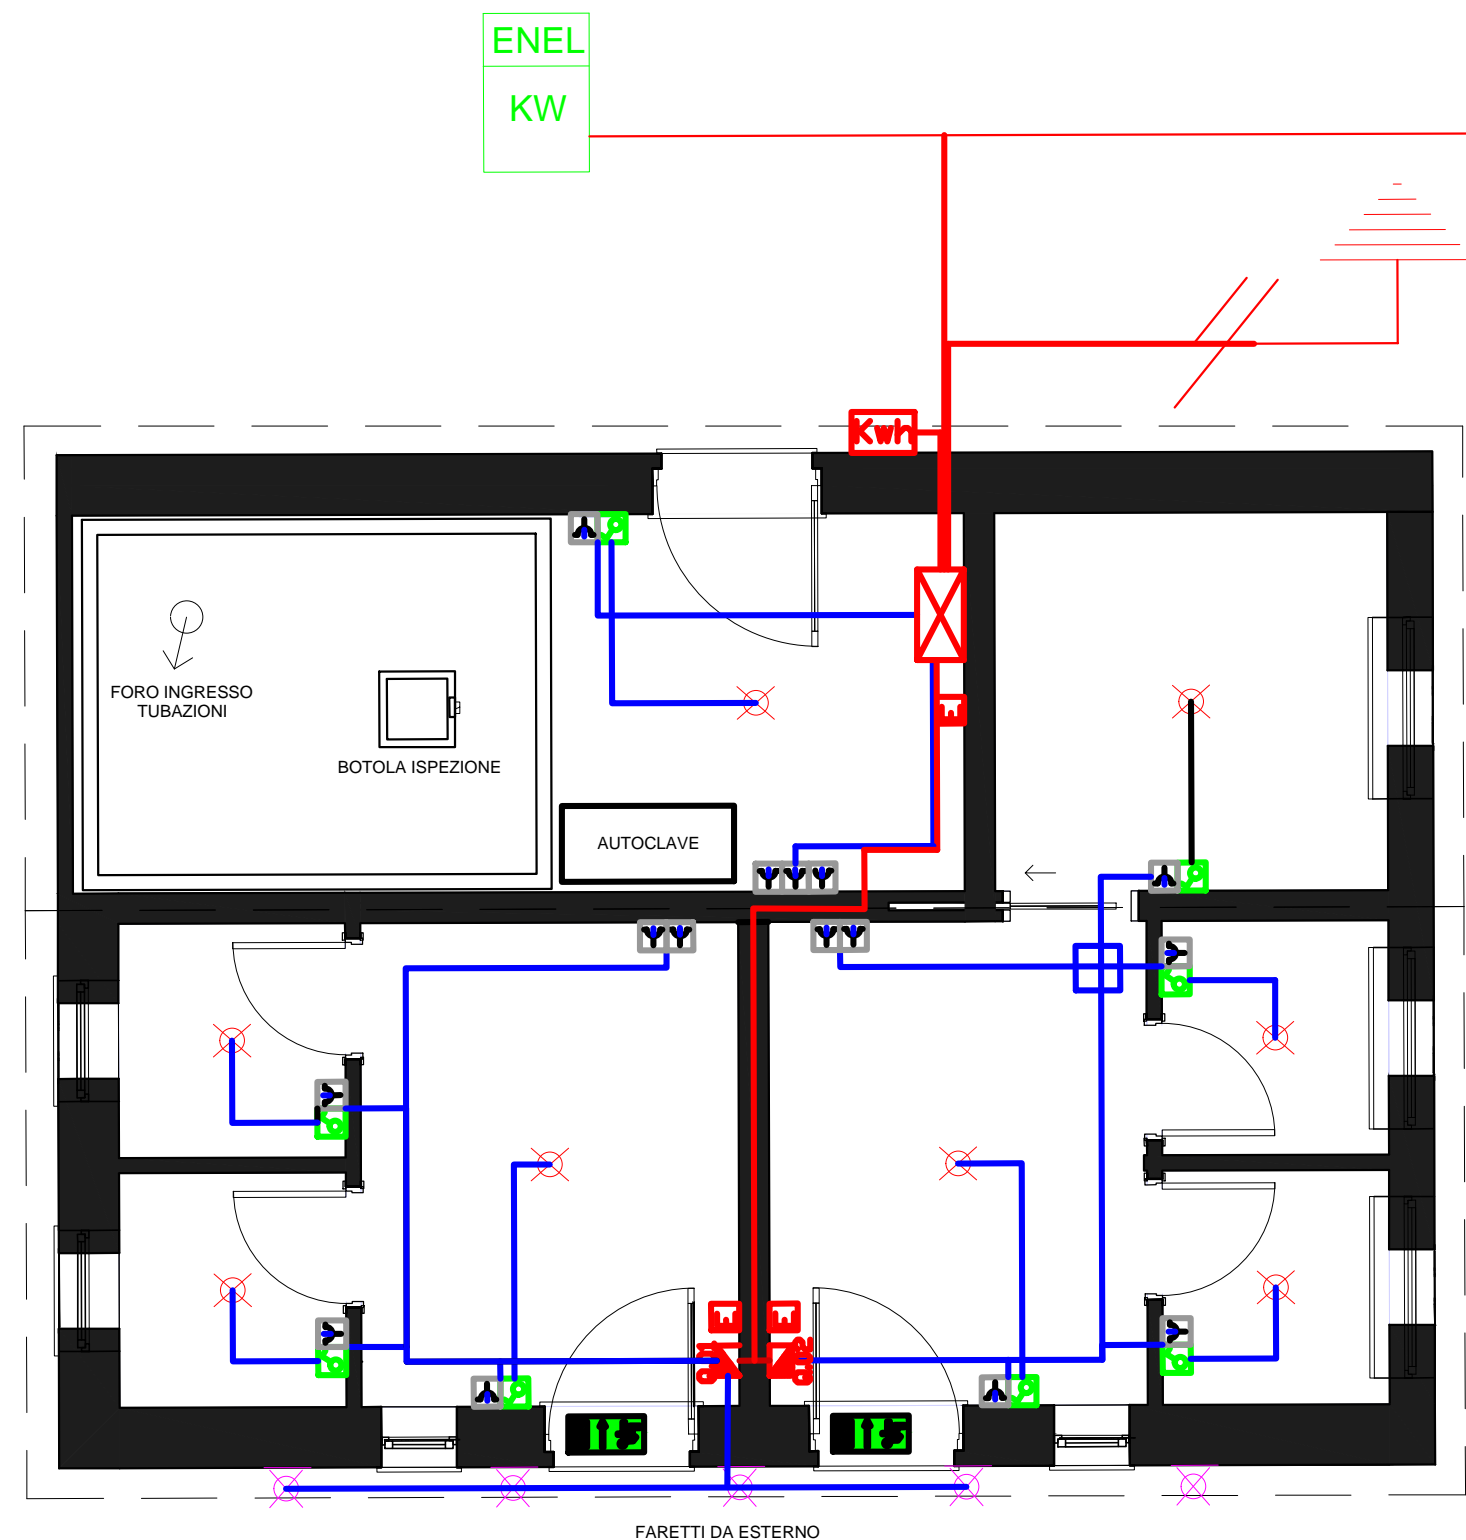 ENEL
KW
Kwh
E
FORO INGRESSO
TUBAZIONI
BOTOLA ISPEZIONE
AUTOCLAVE
E
E
FARETTI DA ESTERNO